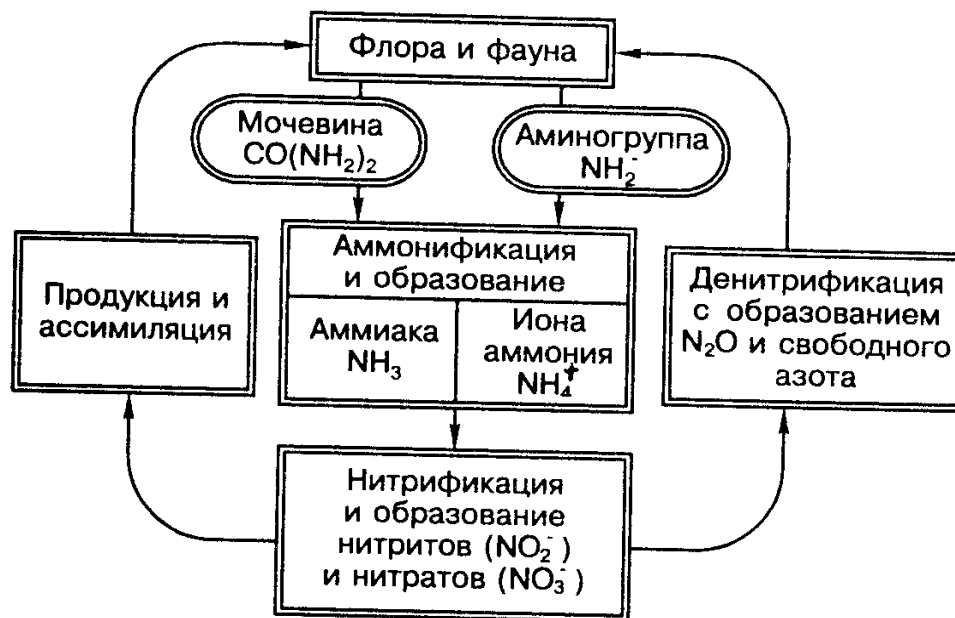 Флора и фауна
Мочевина
CO(NH₂)₂
Аминогруппа
NH₂⁻
Аммонификация
и образование
Аммиака
NH₃
Иона
аммония
NH₄⁺
Продукция и
ассимиляция
Денитрификация
с образованием
N₂O и свободного
азота
Нитрификация
и образование
нитритов (NO₂⁻)
и нитратов (NO₃⁻)